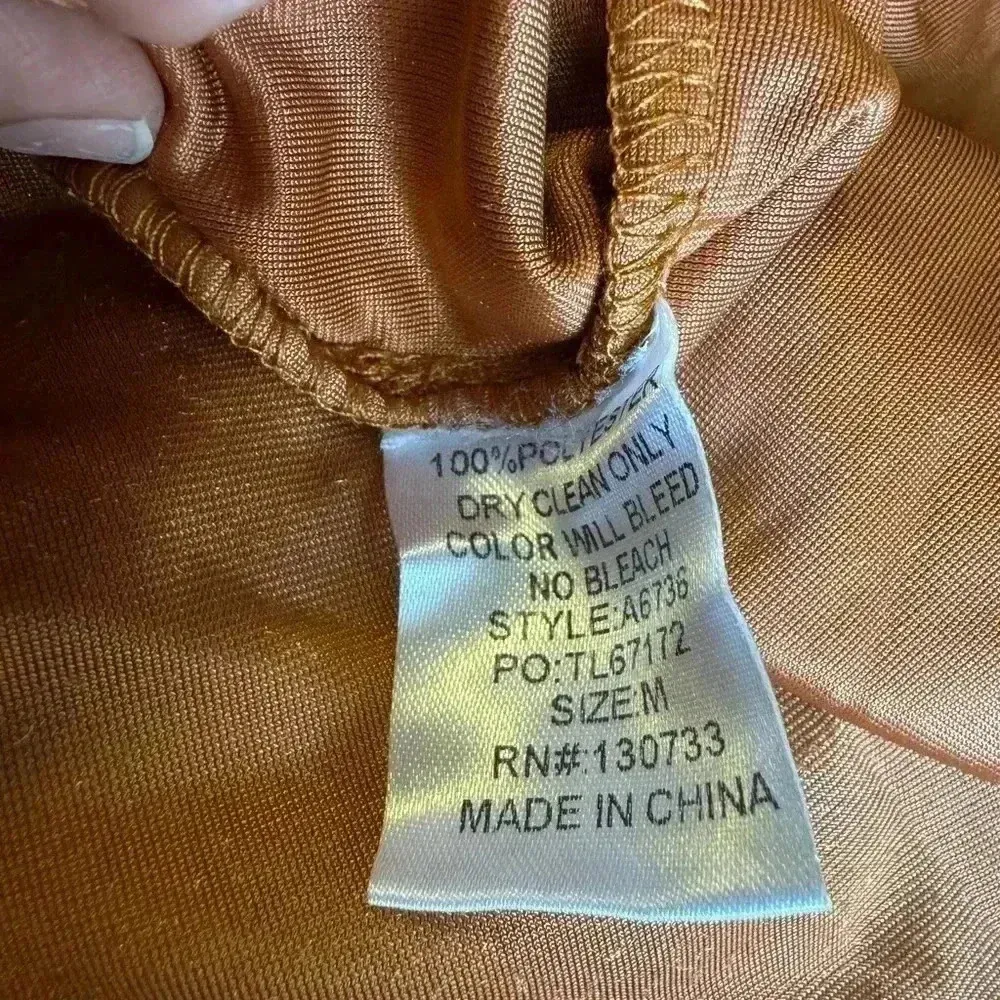 100%POLYESTER
DRY CLEAN ONLY
COLOR WILL BLEED
NO BLEACH
STYLE:A6736
PO:TL67172
SIZE:M
RN#:130733
MADE IN CHINA